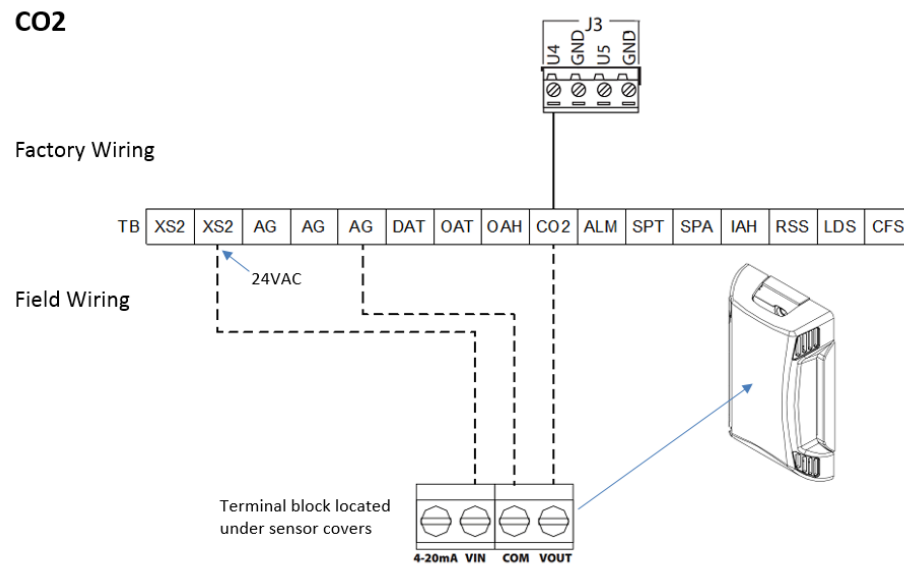 CO2
J3
U4 GND U5 GND
Factory Wiring
TB XS2 XS2 AG AG AG DAT OAT OAH CO2 ALM SPT SPA IAH RSS LDS CFS
24VAC
Field Wiring
Terminal block located
under sensor covers
4-20mA VIN COM VOUT